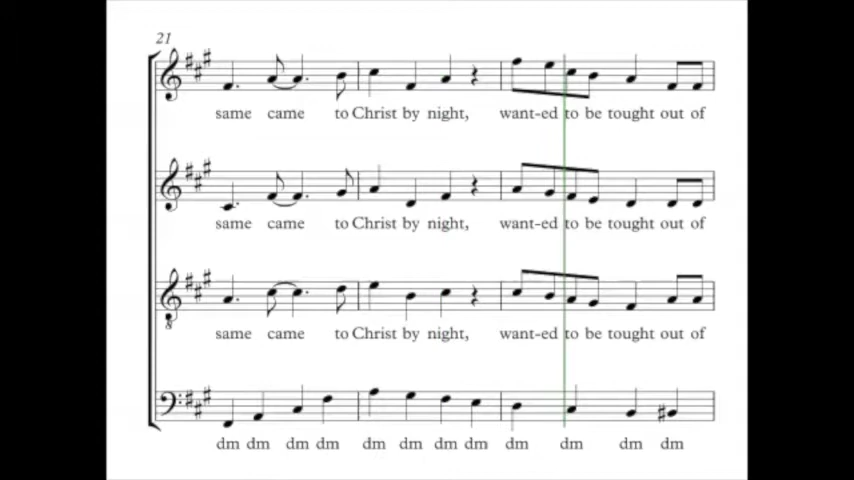 21
same came to Christ by night, want-ed to be tought out of
same came to Christ by night, want-ed to be tought out of
8
same came to Christ by night, want-ed to be tought out of
dm dm dm dm dm dm dm dm dm dm dm dm